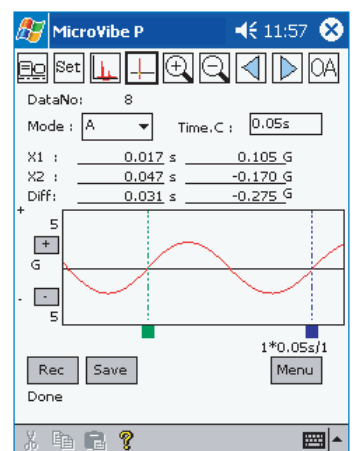 MicroVibe P 11:57
Set OA
DataNo: 8
Mode : A Time.C : 0.05s
X1 : 0.017 s 0.105 G
X2 : 0.047 s -0.170 G
Diff: 0.031 s -0.275 G
+
5
+
G
-
-
5
1*0.05s/1
Rec Save Menu
Done